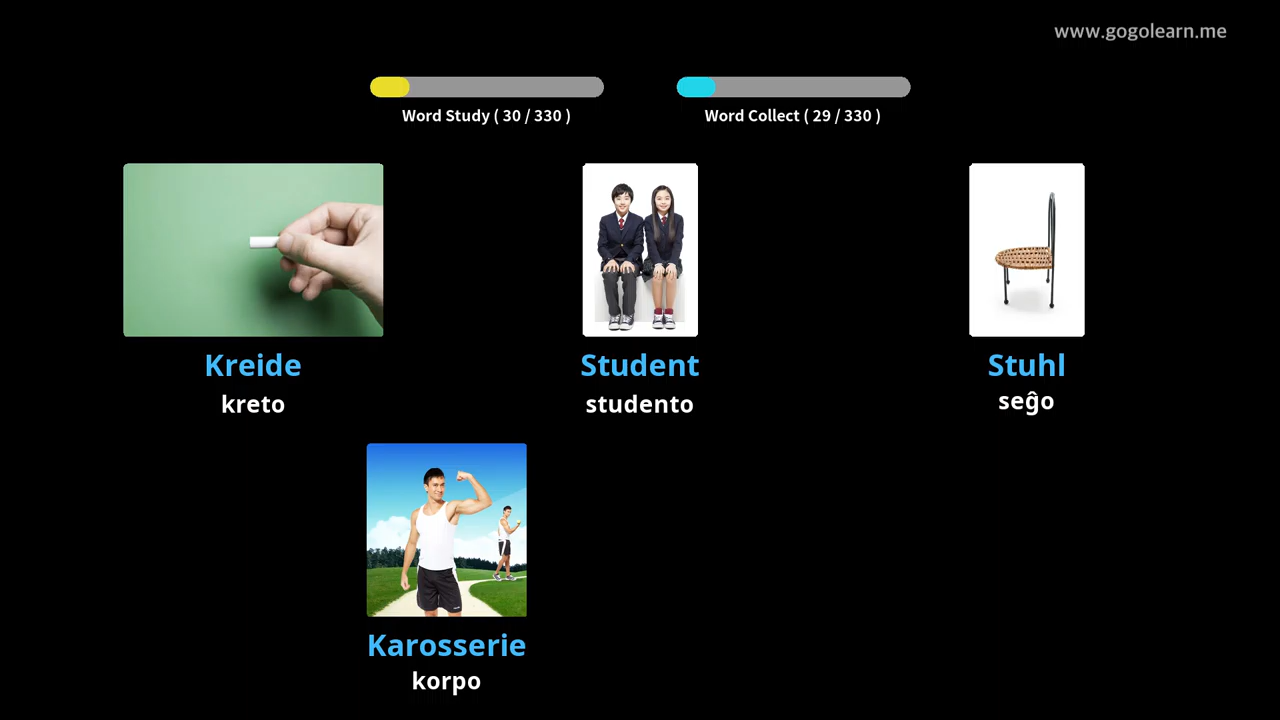 www.gogolearn.me
Word Study ( 30 / 330 )
Word Collect ( 29 / 330 )
Kreide
kreto
Student
studento
Stuhl
seĝo
Karosserie
korpo